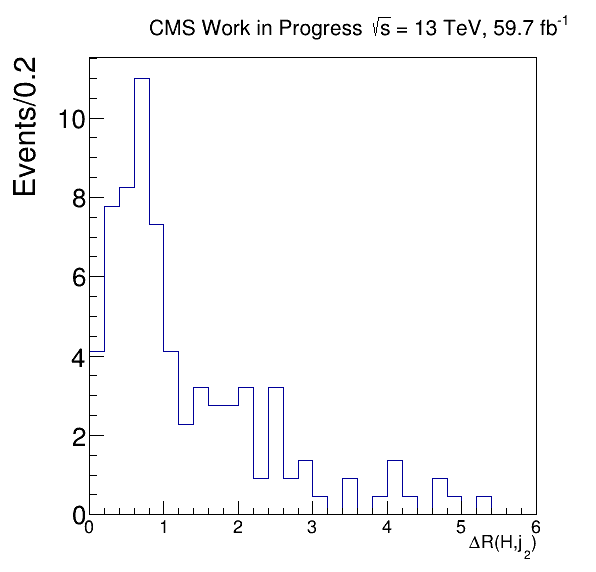 CMS Work in Progress √s = 13 TeV, 59.7 fb⁻¹
Events/0.2
10
8
6
4
2
0
0 1 2 3 4 5 6
ΔR(H,j₂)